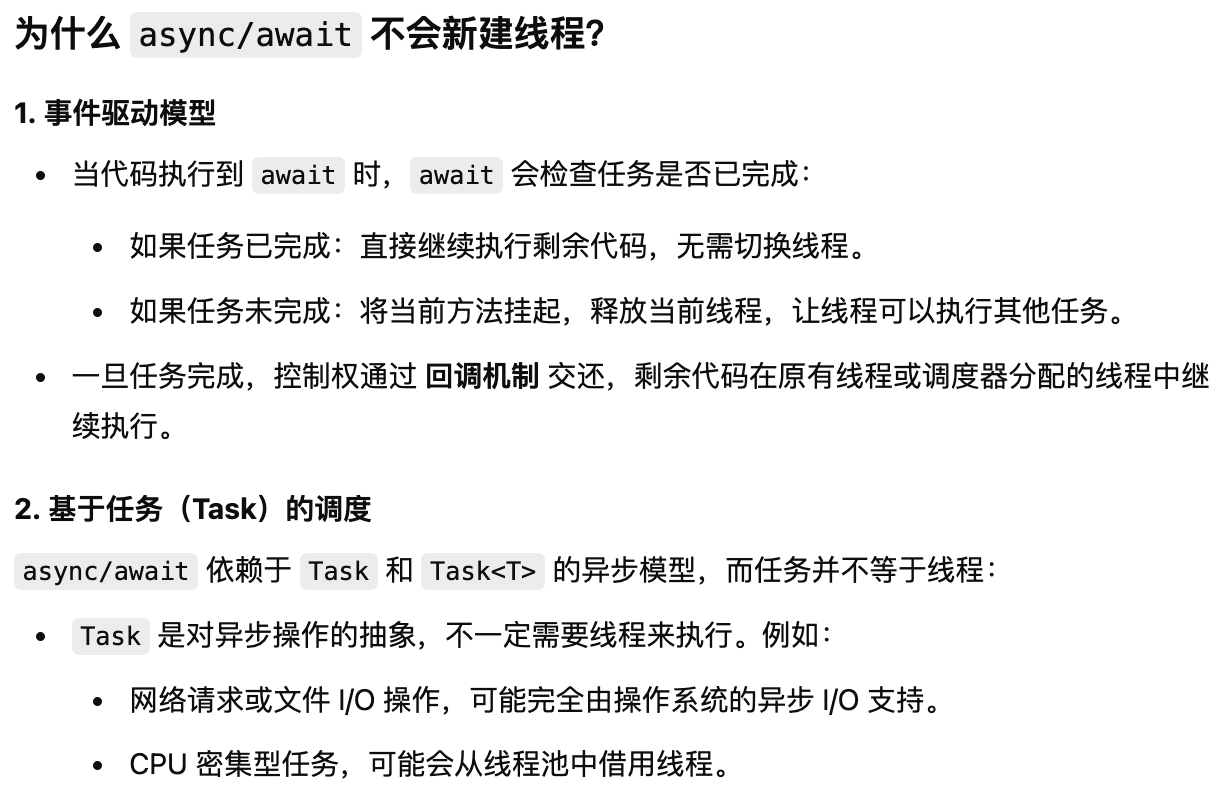 为什么 async/await 不会新建线程？
1. 事件驱动模型
• 当代码执行到 await 时，await 会检查任务是否已完成：
• 如果任务已完成：直接继续执行剩余代码，无需切换线程。
• 如果任务未完成：将当前方法挂起，释放当前线程，让线程可以执行其他任务。
• 一旦任务完成，控制权通过 回调机制 交还，剩余代码在原有线程或调度器分配的线程中继
续执行。
2. 基于任务（Task）的调度
async/await 依赖于 Task 和 Task<T> 的异步模型，而任务并不等于线程：
• Task 是对异步操作的抽象，不一定需要线程来执行。例如：
• 网络请求或文件 I/O 操作，可能完全由操作系统的异步 I/O 支持。
• CPU 密集型任务，可能会从线程池中借用线程。